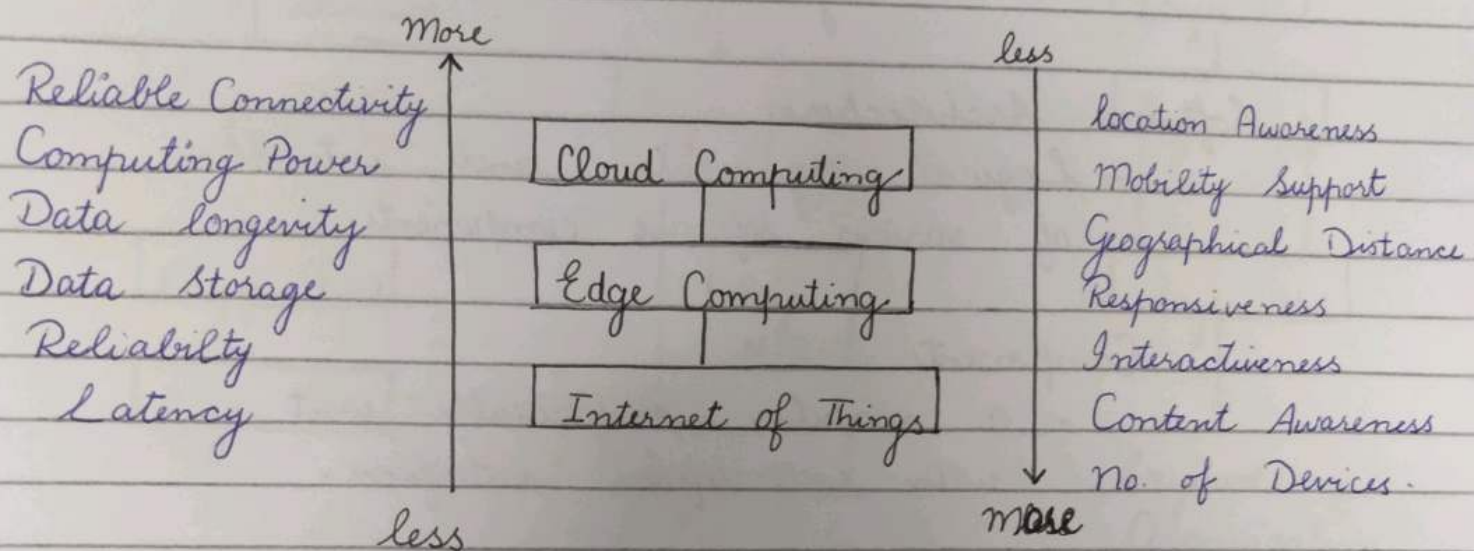 More
less
Reliable Connectivity
Computing Power
Data longevity
Data Storage
Reliabilty
Latency
Cloud Computing
Edge Computing
Internet of Things
location Awareness
Mobility Support
Geographical Distance
Responsiveness
Interactiveness
Content Awareness
No. of Devices.
less
more